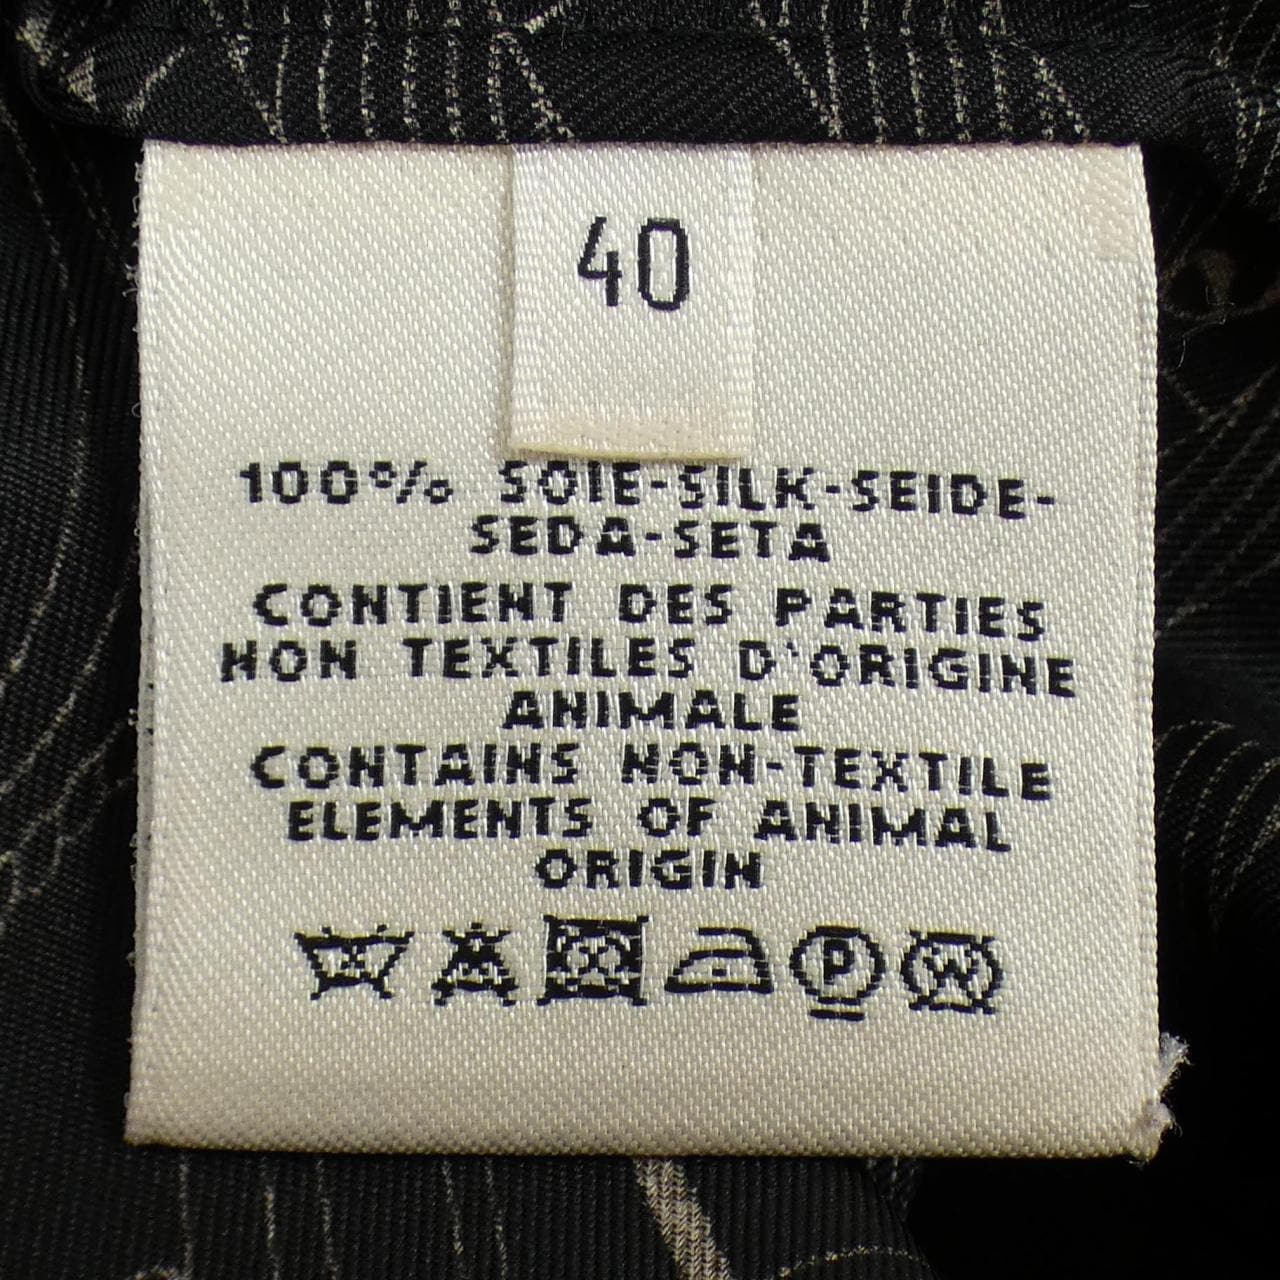 40
100% SOIE-SILK-SEIDE-
SEDA-SETA
CONTIENT DES PARTIES
NON TEXTILES D'ORIGINE
ANIMALE
CONTAINS NON-TEXTILE
ELEMENTS OF ANIMAL
ORIGIN
P W